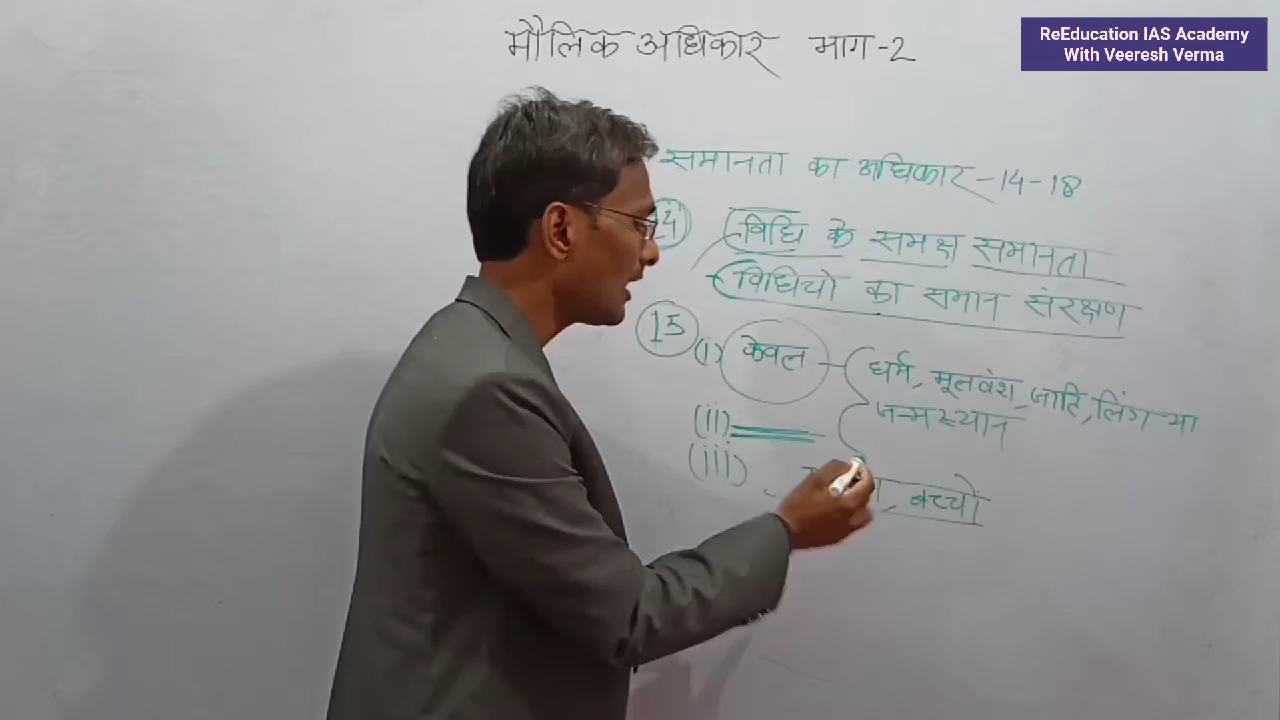 मौलिक अधिकार भाग-2
ReEducation IAS Academy
With Veeresh Verma
समानता का अधिकार-14-18
14 विधि के समक्ष समानता
विधियो का समान संरक्षण
15 (i) केवल धर्म, मूलवंश, जाति, लिंग या
जन्मस्थान
(ii)
(iii) , बच्चो